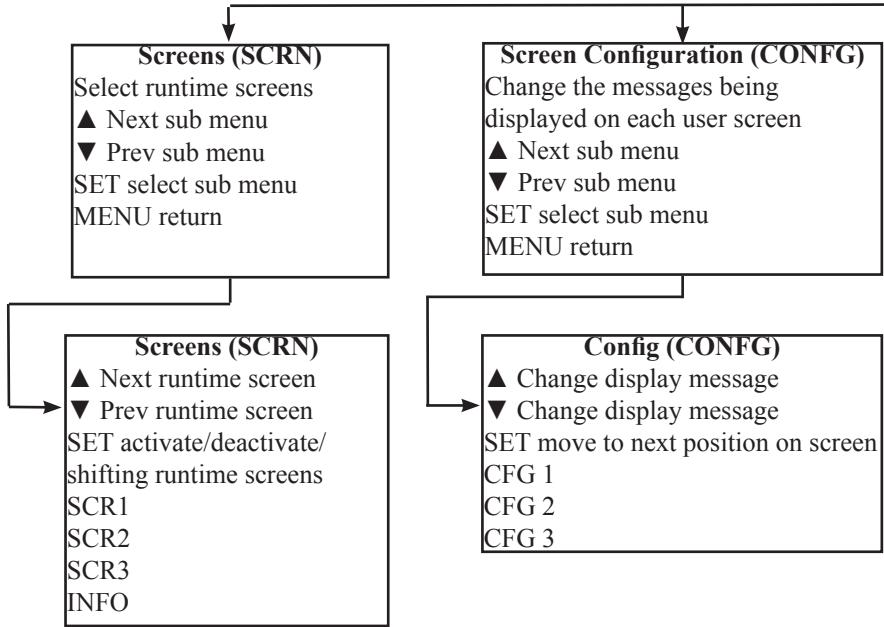 Screens (SCRN)
Select runtime screens
▲ Next sub menu
▼ Prev sub menu
SET select sub menu
MENU return
Screen Configuration (CONFG)
Change the messages being
displayed on each user screen
▲ Next sub menu
▼ Prev sub menu
SET select sub menu
MENU return
Screens (SCRN)
▲ Next runtime screen
▼ Prev runtime screen
SET activate/deactivate/
shifting runtime screens
SCR1
SCR2
SCR3
INFO
Config (CONFG)
▲ Change display message
▼ Change display message
SET move to next position on screen
CFG 1
CFG 2
CFG 3